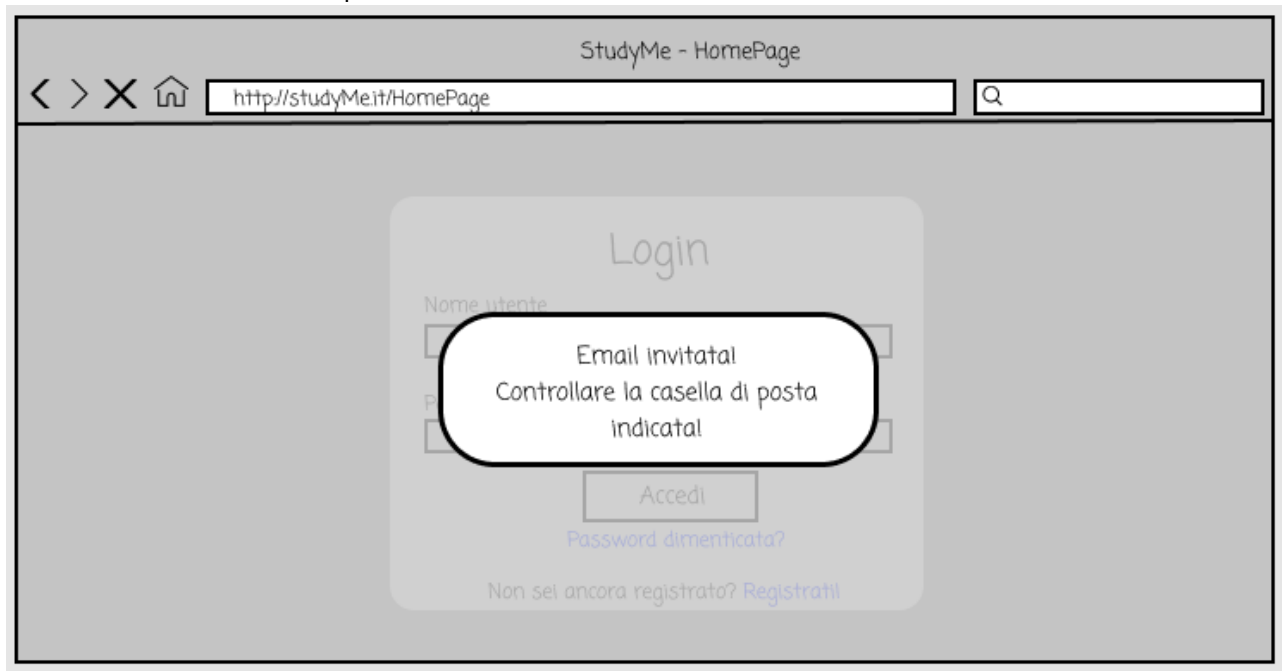 StudyMe - HomePage
http://studyMe.it/HomePage
Login
Nome utente
Email invitata!
Controllare la casella di posta
indicata!
Accedi
Password dimenticata?
Non sei ancora registrato? Registrati!